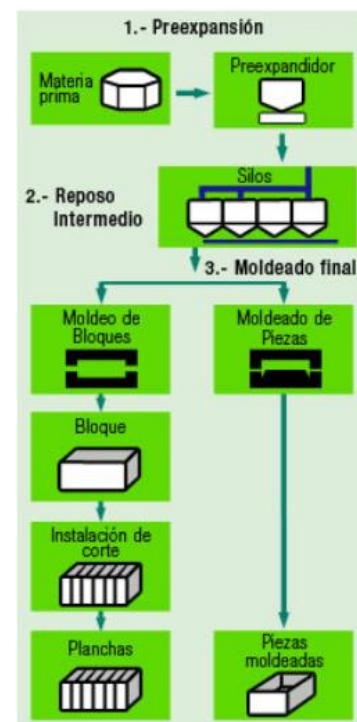 1.- Preexpansión
Materia
prima
Preexpandidor
Silos
2.- Reposo
Intermedio
3.- Moldeado final
Moldeo de
Bloques
Moldeado de
Piezas
Bloque
Instalación de
corte
Planchas
Piezas
moldeadas